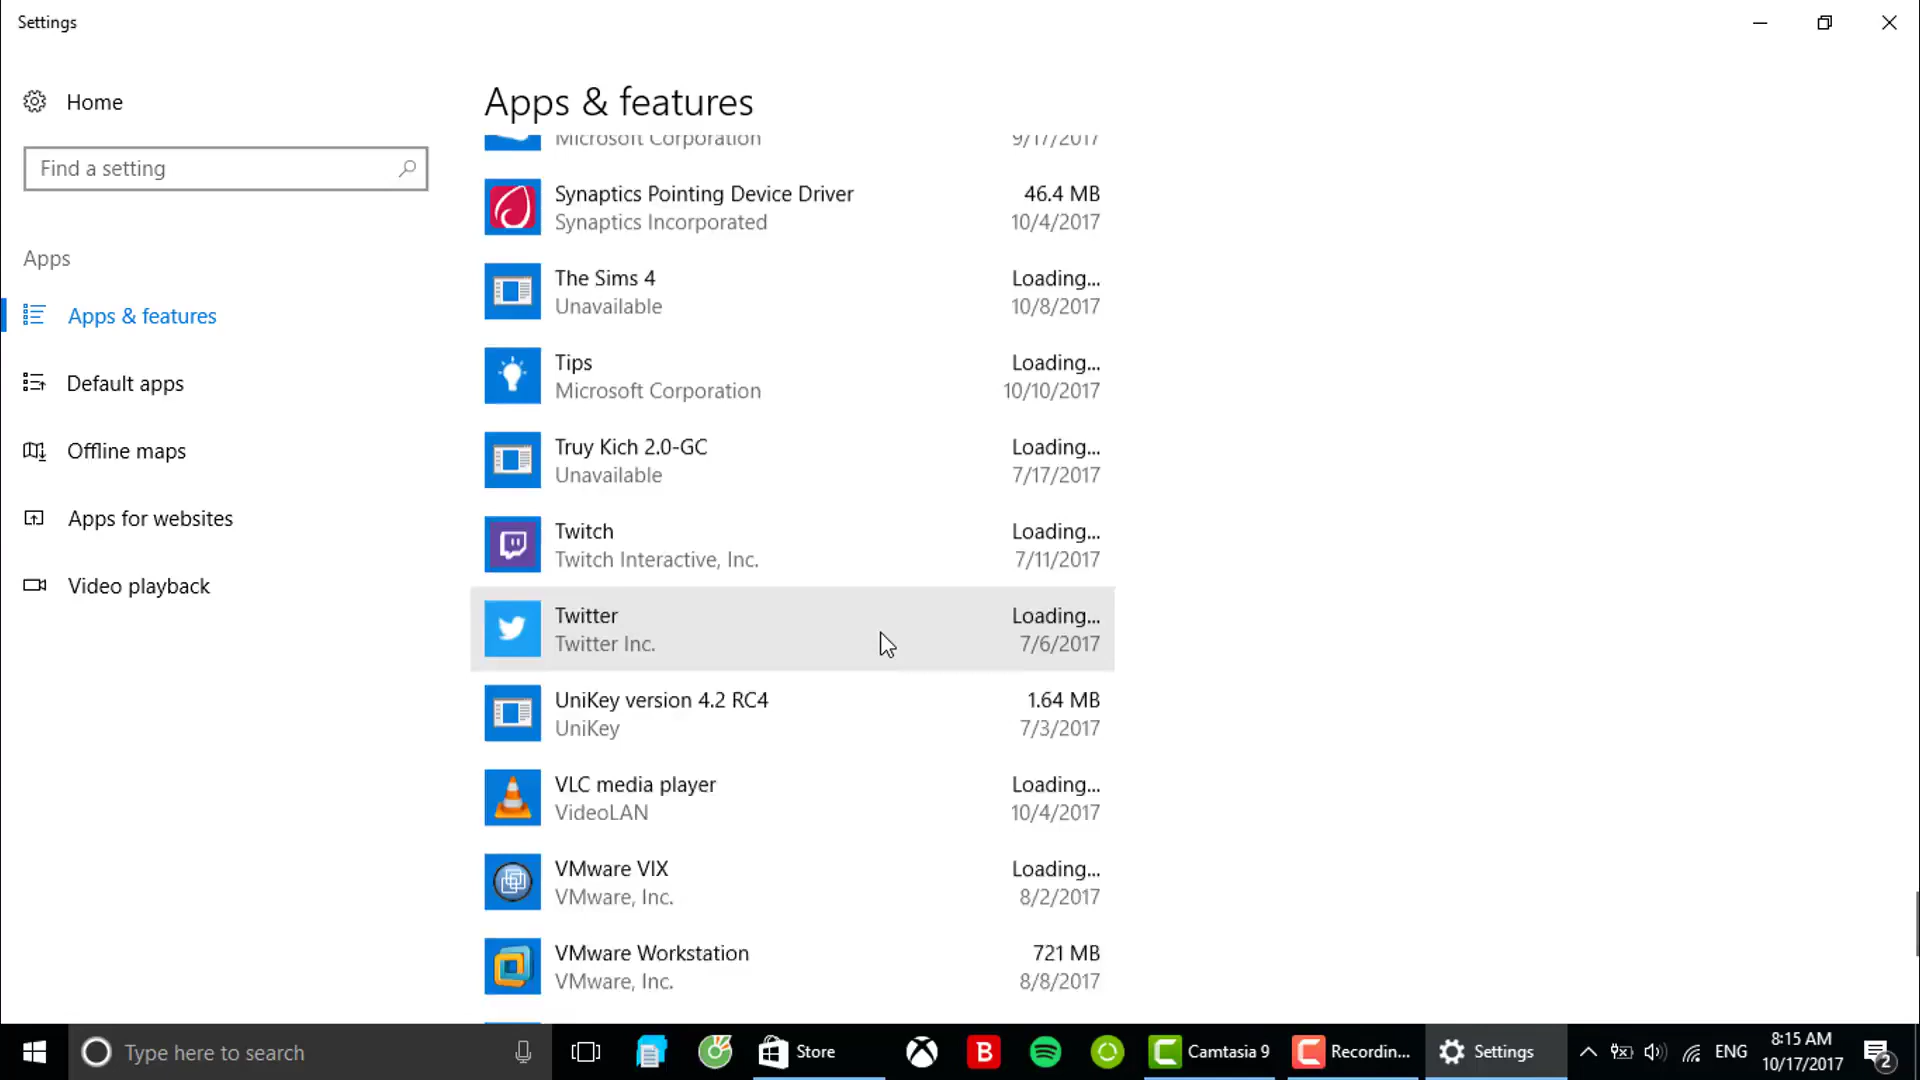 Settings
Home
Find a setting
Apps
Apps & features
Default apps
Offline maps
Apps for websites
Video playback
Apps & features
Microsoft Corporation 9/17/2017
Synaptics Pointing Device Driver 46.4 MB
Synaptics Incorporated 10/4/2017
The Sims 4 Loading...
Unavailable 10/8/2017
Tips Loading...
Microsoft Corporation 10/10/2017
Truy Kich 2.0-GC Loading...
Unavailable 7/17/2017
Twitch Loading...
Twitch Interactive, Inc. 7/11/2017
Twitter Loading...
Twitter Inc. 7/6/2017
UniKey version 4.2 RC4 1.64 MB
UniKey 7/3/2017
VLC media player Loading...
VideoLAN 10/4/2017
VMware VIX Loading...
VMware, Inc. 8/2/2017
VMware Workstation 721 MB
VMware, Inc. 8/8/2017
Type here to search
Store
B
Camtasia 9
Recordin...
Settings
ENG
8:15 AM
10/17/2017
2